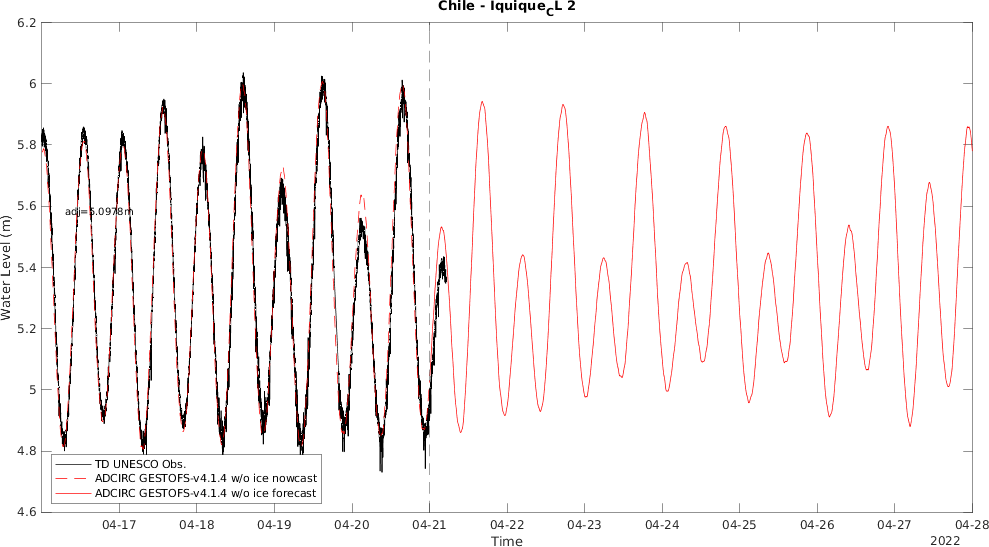 Chile - Iquique_CL 2
6.2
6
5.8
5.6
5.4
5.2
5
4.8
4.6
Water Level (m)
adj=5.0978m
TD UNESCO Obs.
ADCIRC GESTOFS-v4.1.4 w/o ice nowcast
ADCIRC GESTOFS-v4.1.4 w/o ice forecast
04-17 04-18 04-19 04-20 04-21 04-22 04-23 04-24 04-25 04-26 04-27 04-28
Time
2022